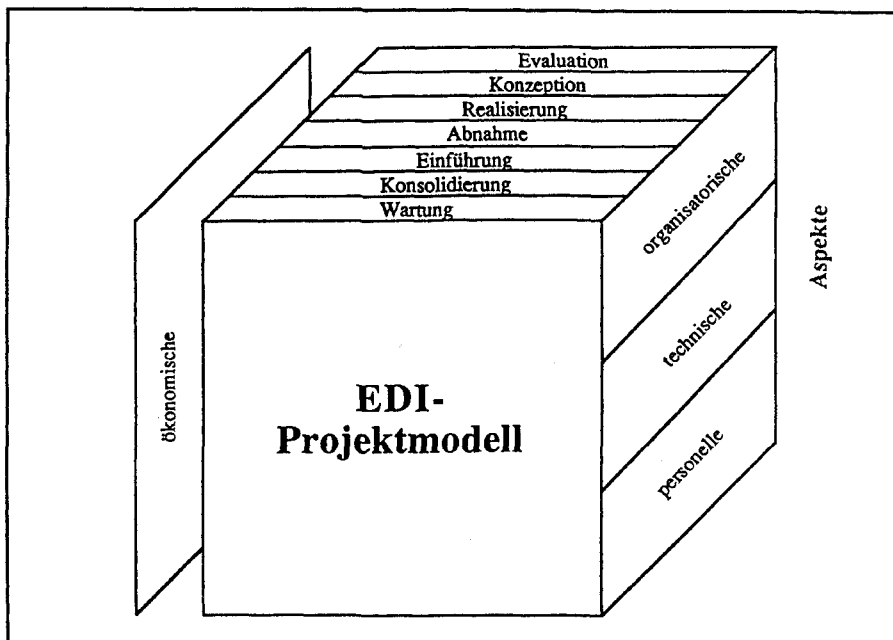 Evaluation
Konzeption
Realisierung
Abnahme
Einführung
Konsolidierung
Wartung
ökonomische
EDI-
Projektmodell
organisatorische
technische
personelle
Aspekte